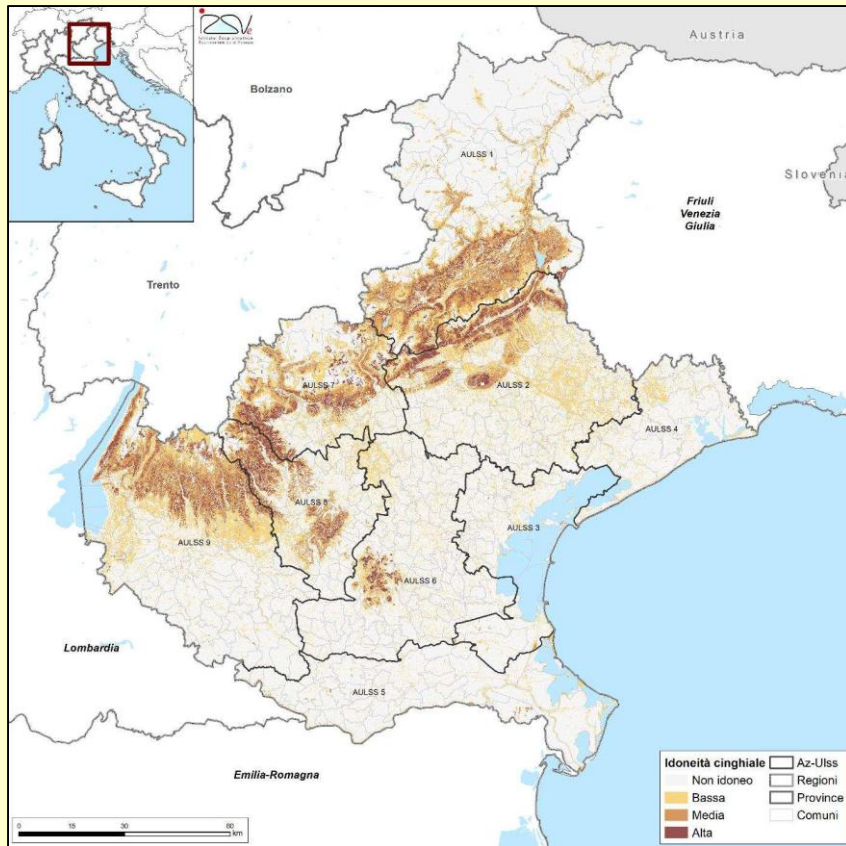 Austria
Bolzano
AULSS 1
Slovenia
Friuli
Venezia
Giulia
Trento
AULSS 7
AULSS 2
AULSS 4
AULSS 8
AULSS 3
AULSS 9
AULSS 6
Lombardia
AULSS 5
Emilia-Romagna
Idoneità cinghiale
Non idoneo
Bassa
Media
Alta
Az-Ulss
Regioni
Province
Comuni
0 15 30 60
km